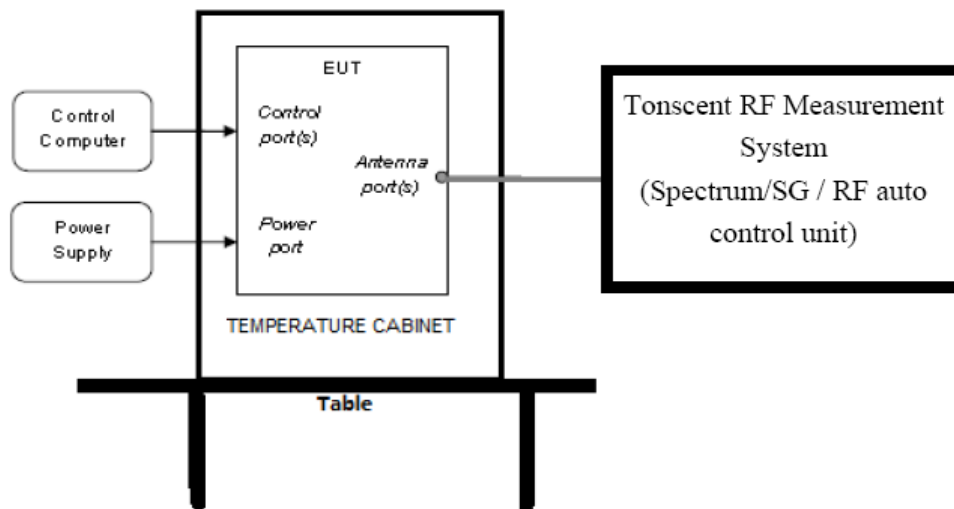 Control
Computer
Power
Supply
EUT
Control
port(s)
Antenna
port(s)
Power
port
TEMPERATURE CABINET
Table
Tonscent RF Measurement
System
(Spectrum/SG / RF auto
control unit)